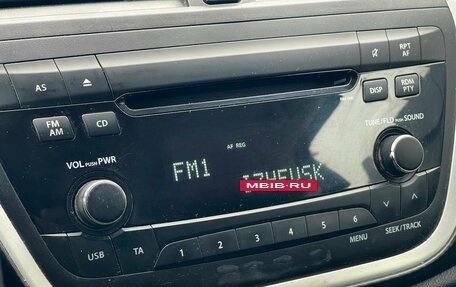 RPT
AF
AS
DISP
RDM
PTY
FM
AM
CD
AF REG
TUNE/FLD PUSH SOUND
VOL PUSH PWR
FM1
IZHEVSK
MBIB.RU
USB
TA
1
2
3
4
5
6
MENU
SEEK/TRACK